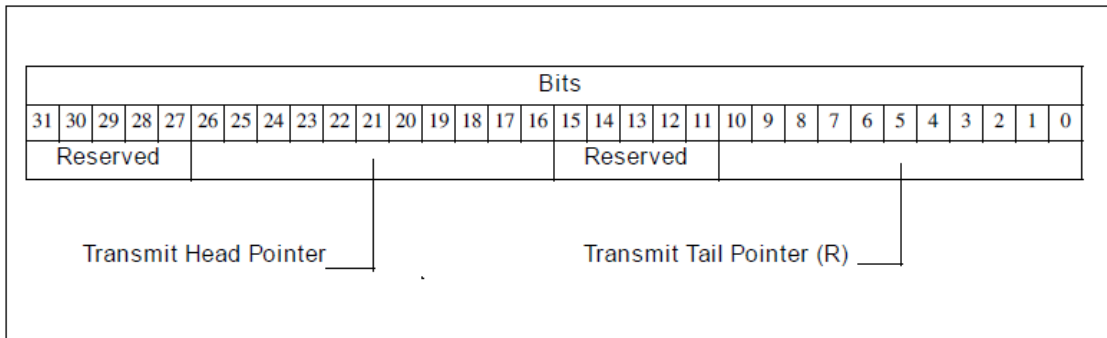 Bits
31 30 29 28 27 26 25 24 23 22 21 20 19 18 17 16 15 14 13 12 11 10 9 8 7 6 5 4 3 2 1 0
Reserved Reserved
Transmit Head Pointer Transmit Tail Pointer (R)